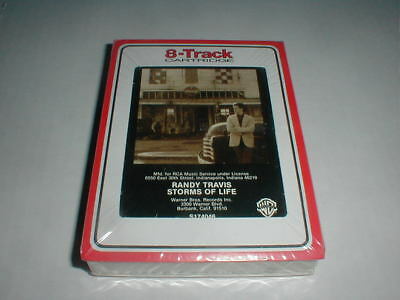 8-Track
CARTRIDGE
Mfd. for RCA Music Service under License
6550 East 30th Street, Indianapolis, Indiana 46219
RANDY TRAVIS
STORMS OF LIFE
Warner Bros. Records Inc.
3300 Warner Blvd.
Burbank, Calif. 91510
S174046